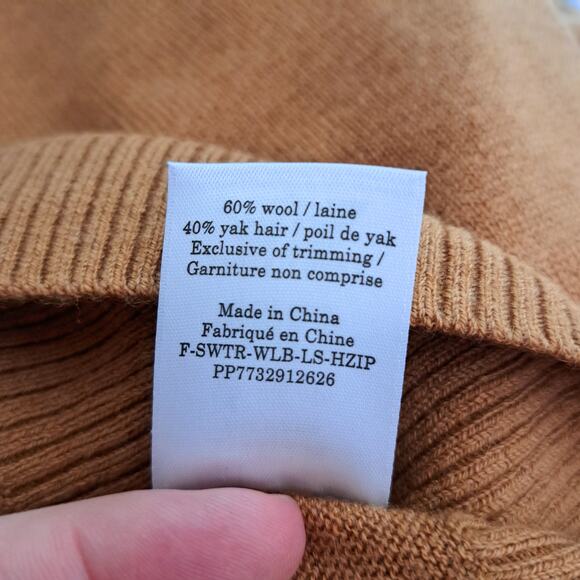 60% wool / laine
40% yak hair / poil de yak
Exclusive of trimming /
Garniture non comprise
Made in China
Fabriqué en Chine
F-SWTR-WLB-LS-HZIP
PP7732912626